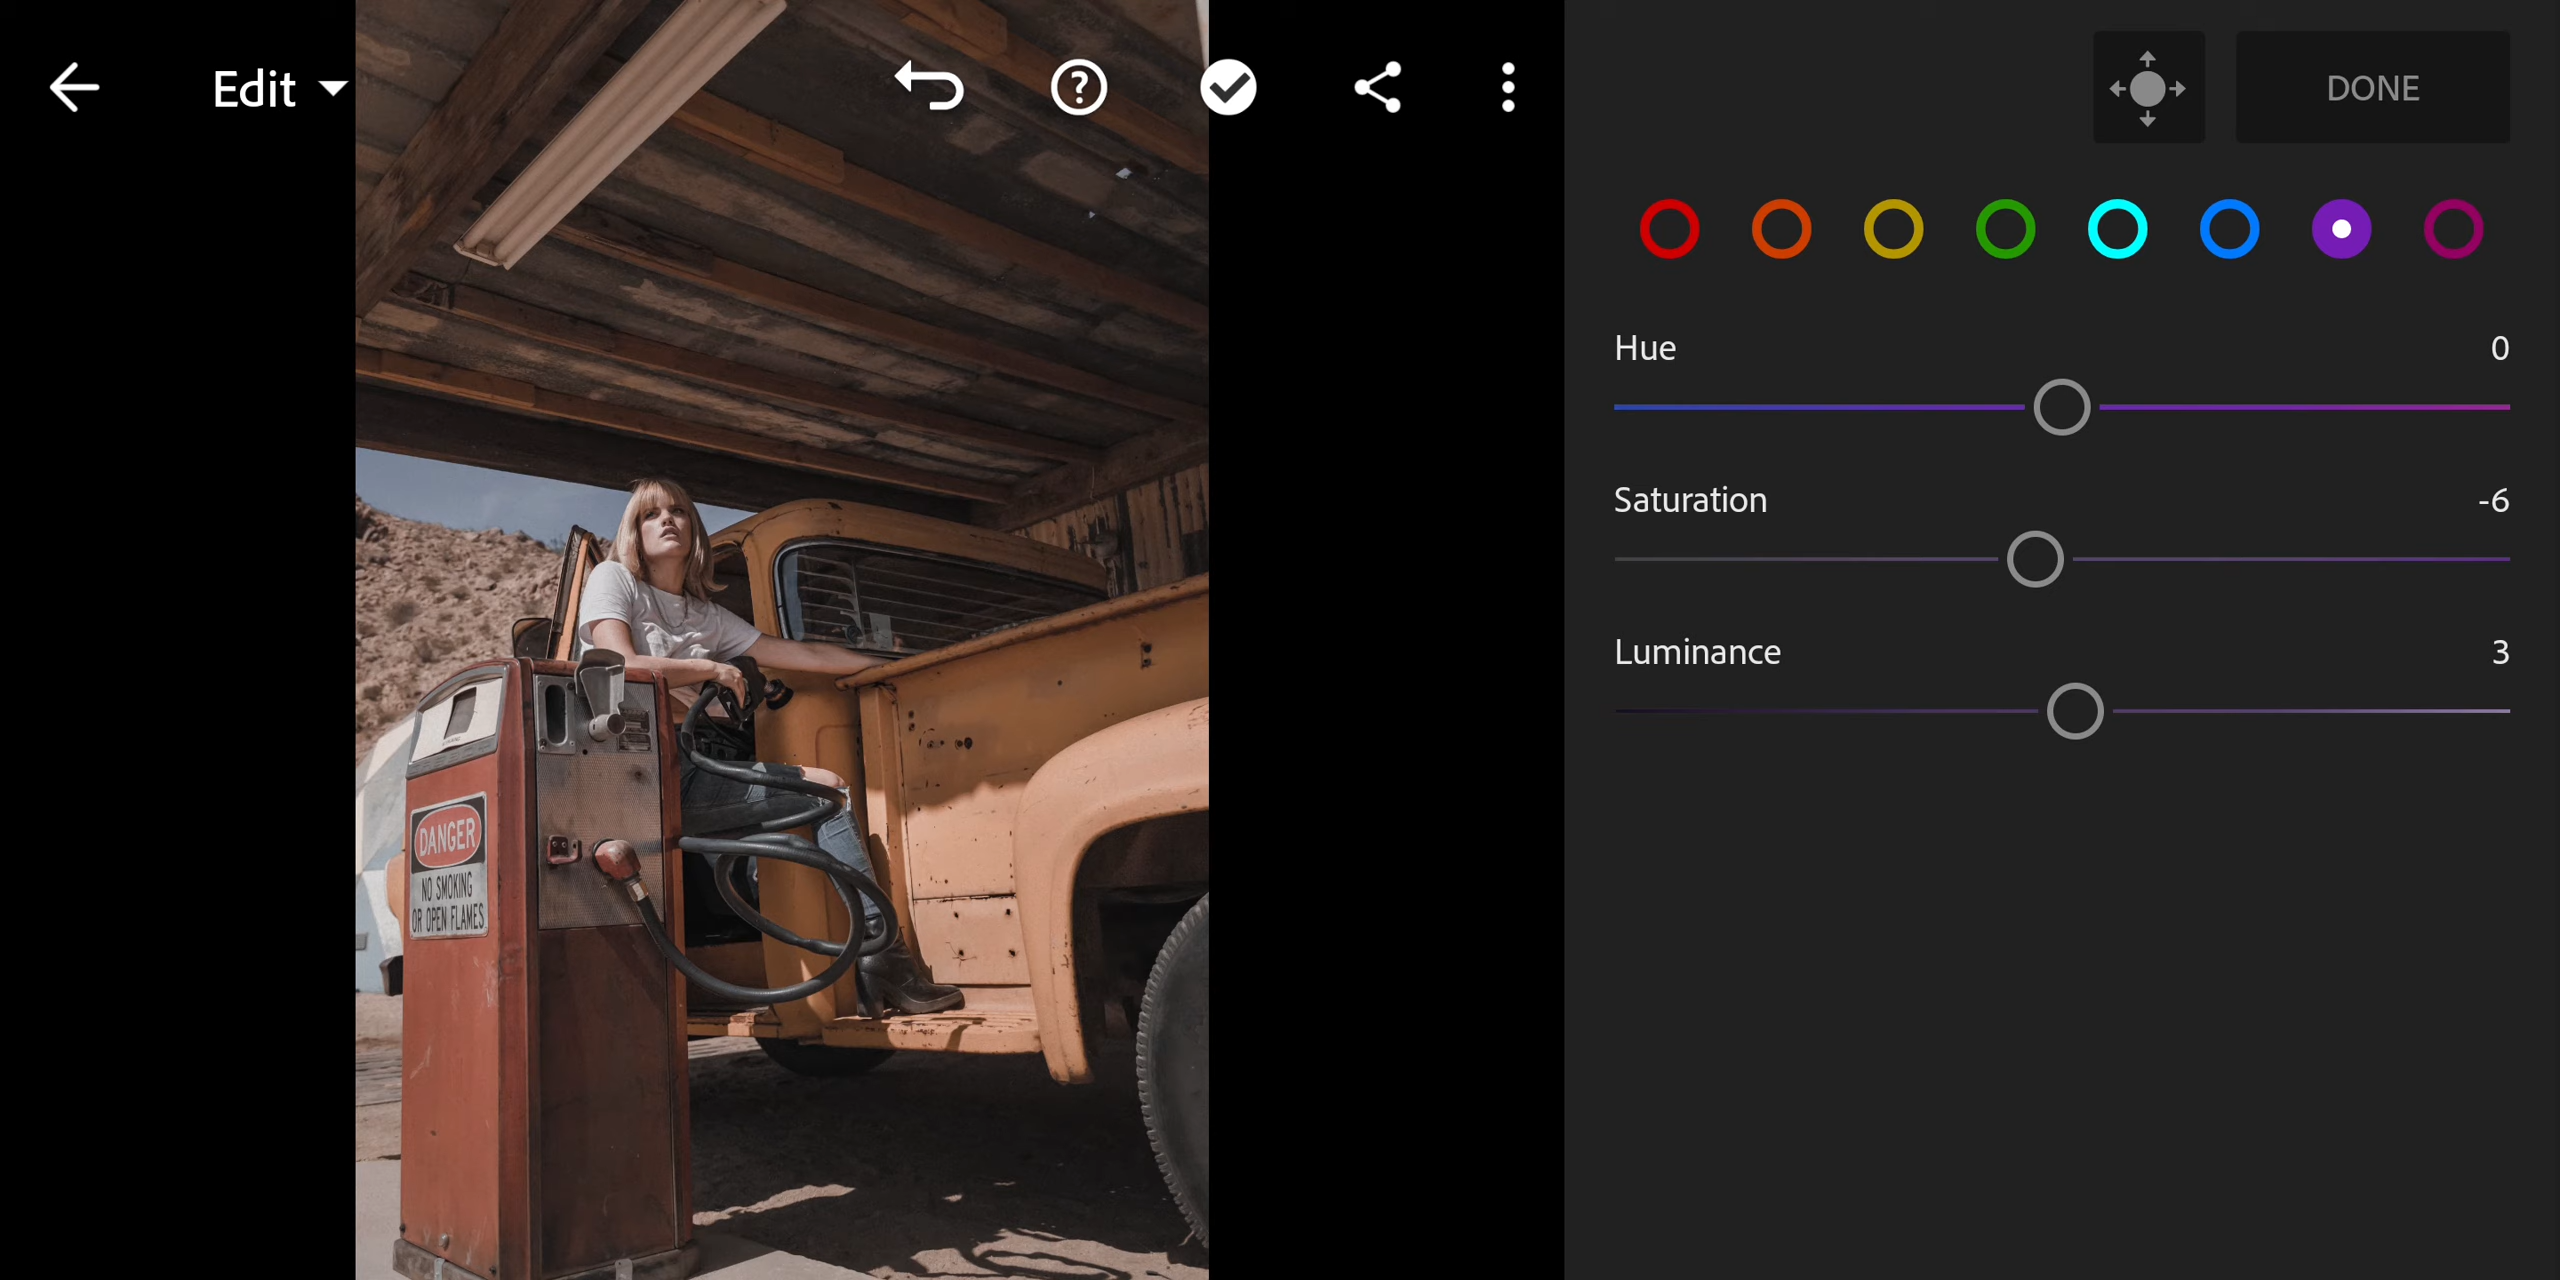 Edit
DONE
Hue 0
Saturation -6
Luminance 3
DANGER
NO SMOKING
OR OPEN FLAMES